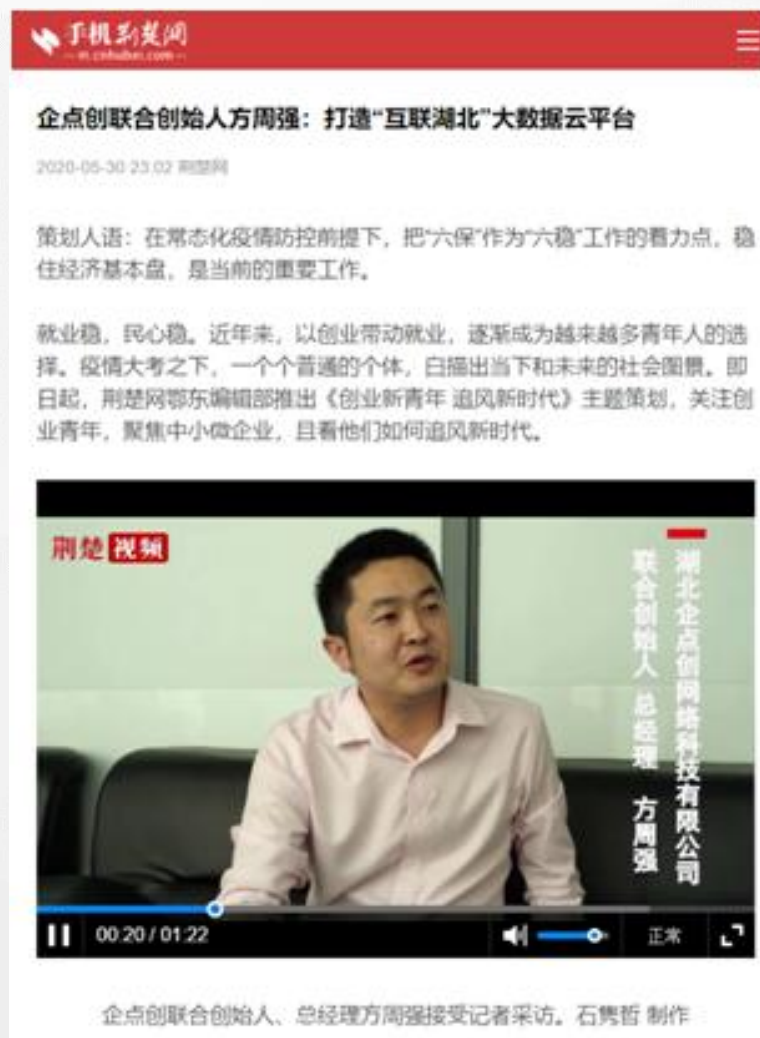 手机荆楚网
m.cnhubei.com
企点创联合创始人方周强：打造“互联湖北”大数据云平台
2020-05-30 23:02 荆楚网
策划人语：在常态化疫情防控前提下，把“六保”作为“六稳”工作的着力点，稳
住经济基本盘，是当前的重要工作。
就业稳，民心稳。近年来，以创业带动就业，逐渐成为越来越多青年人的选
择。疫情大考之下，一个个普通的个体，白描出当下和未来的社会图景。即
日起，荆楚网鄂东编辑部推出《创业新青年 追风新时代》主题策划，关注创
业青年，聚焦中小微企业，且看他们如何追风新时代。
荆楚 视频
湖北企点创网络科技有限公司
联合创始人 总经理 方周强
00:20 / 01:22
正常
企点创联合创始人、总经理方周强接受记者采访。石隽哲 制作